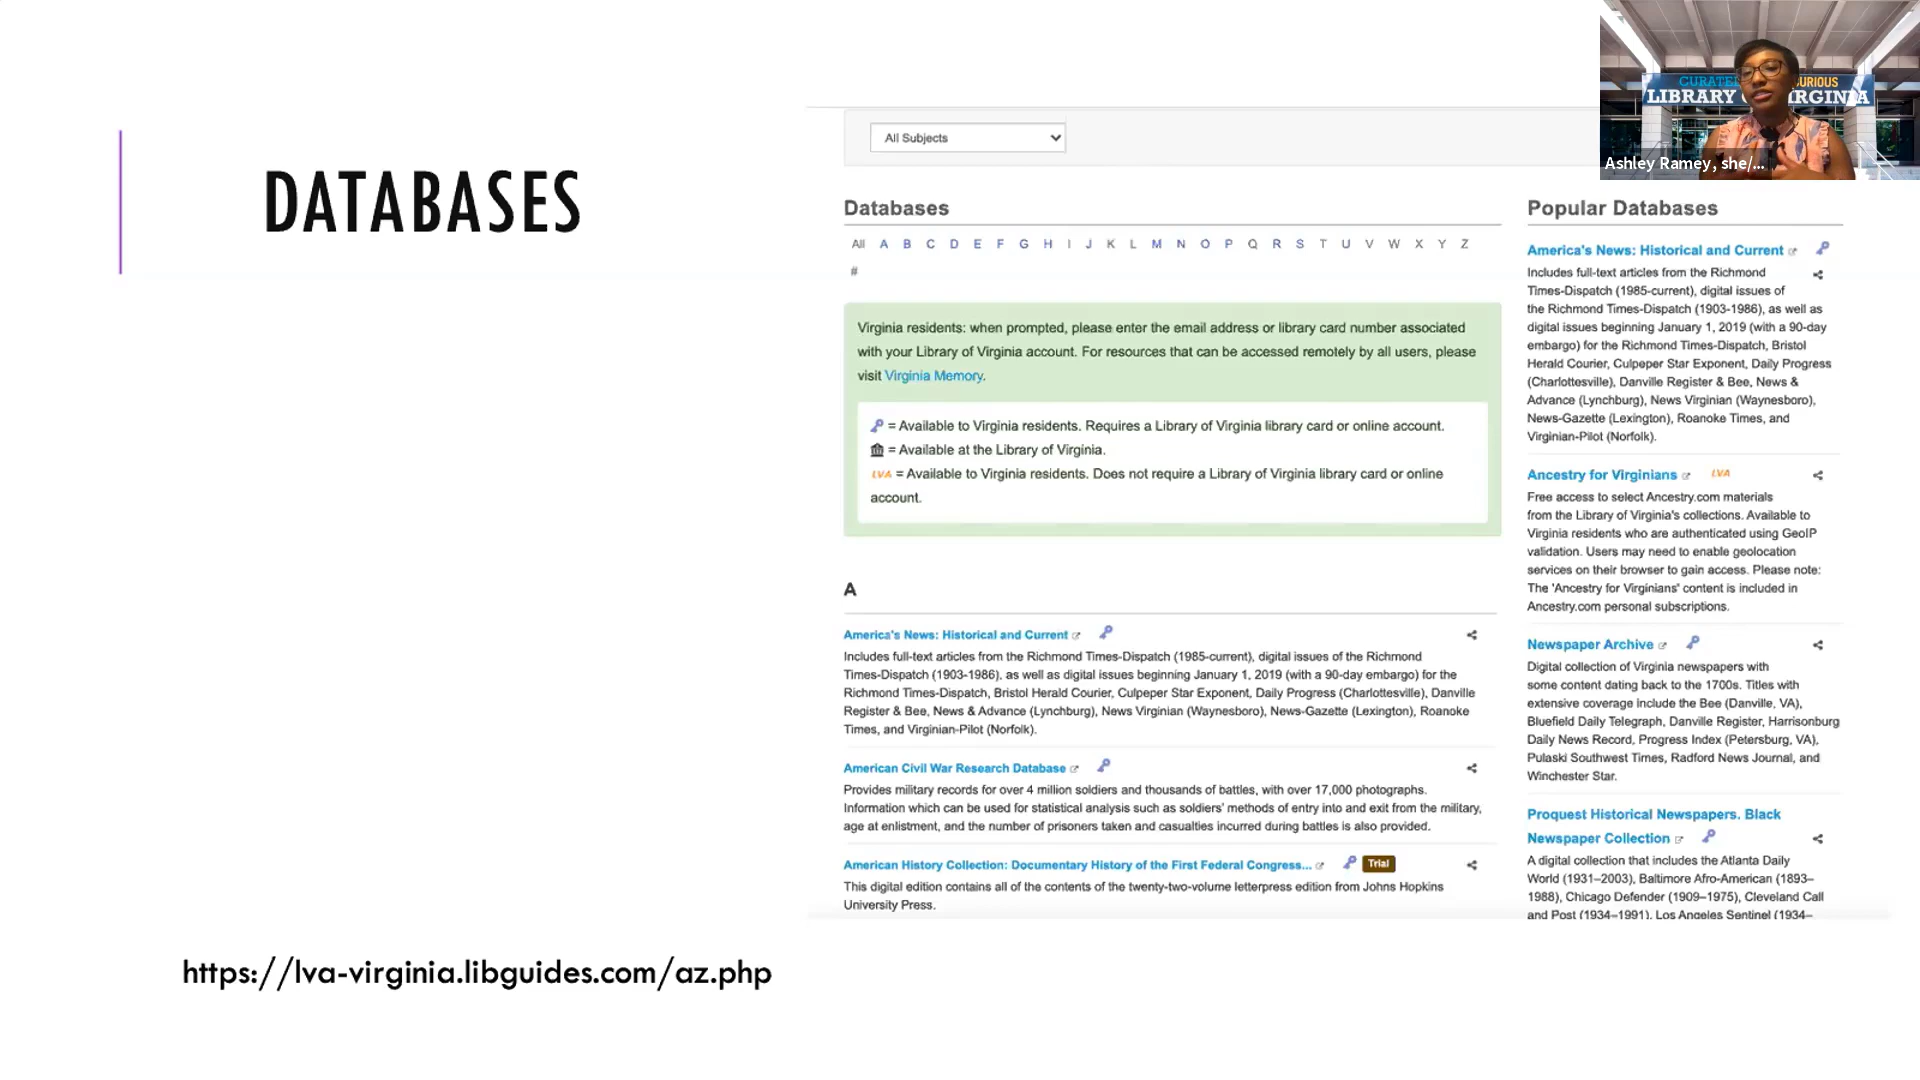 DATABASES
https://lva-virginia.libguides.com/az.php
All Subjects
Databases
All A B C D E F G H I J K L M N O P Q R S T U V W X Y Z
#
Virginia residents: when prompted, please enter the email address or library card number associated
with your Library of Virginia account. For resources that can be accessed remotely by all users, please
visit Virginia Memory.
= Available to Virginia residents. Requires a Library of Virginia library card or online account.
= Available at the Library of Virginia.
LVA = Available to Virginia residents. Does not require a Library of Virginia library card or online
account.
A
America's News: Historical and Current
Includes full-text articles from the Richmond Times-Dispatch (1985-current), digital issues of the Richmond
Times-Dispatch (1903-1986), as well as digital issues beginning January 1, 2019 (with a 90-day embargo) for the
Richmond Times-Dispatch, Bristol Herald Courier, Culpeper Star Exponent, Daily Progress (Charlottesville), Danville
Register & Bee, News & Advance (Lynchburg), News Virginian (Waynesboro), News-Gazette (Lexington), Roanoke
Times, and Virginian-Pilot (Norfolk).
American Civil War Research Database
Provides military records for over 4 million soldiers and thousands of battles, with over 17,000 photographs.
Information which can be used for statistical analysis such as soldiers' methods of entry into and exit from the military,
age at enlistment, and the number of prisoners taken and casualties incurred during battles is also provided.
American History Collection: Documentary History of the First Federal Congress... Trial
This digital edition contains all of the contents of the twenty-two-volume letterpress edition from Johns Hopkins
University Press.
Popular Databases
America's News: Historical and Current
Includes full-text articles from the Richmond
Times-Dispatch (1985-current), digital issues of
the Richmond Times-Dispatch (1903-1986), as well as
digital issues beginning January 1, 2019 (with a 90-day
embargo) for the Richmond Times-Dispatch, Bristol
Herald Courier, Culpeper Star Exponent, Daily Progress
(Charlottesville), Danville Register & Bee, News &
Advance (Lynchburg), News Virginian (Waynesboro),
News-Gazette (Lexington), Roanoke Times, and
Virginian-Pilot (Norfolk).
Ancestry for Virginians LVA
Free access to select Ancestry.com materials
from the Library of Virginia's collections. Available to
Virginia residents who are authenticated using GeoIP
validation. Users may need to enable geolocation
services on their browser to gain access. Please note:
The 'Ancestry for Virginians' content is included in
Ancestry.com personal subscriptions.
Newspaper Archive
Digital collection of Virginia newspapers with
some content dating back to the 1700s. Titles with
extensive coverage include the Bee (Danville, VA),
Bluefield Daily Telegraph, Danville Register, Harrisonburg
Daily News Record, Progress Index (Petersburg, VA),
Pulaski Southwest Times, Radford News Journal, and
Winchester Star.
Proquest Historical Newspapers. Black
Newspaper Collection
A digital collection that includes the Atlanta Daily
World (1931–2003), Baltimore Afro-American (1893–
1988), Chicago Defender (1909–1975), Cleveland Call
and Post (1934–1991), Los Angeles Sentinel (1934–
LIBRARY
Ashley Ramey, she/...